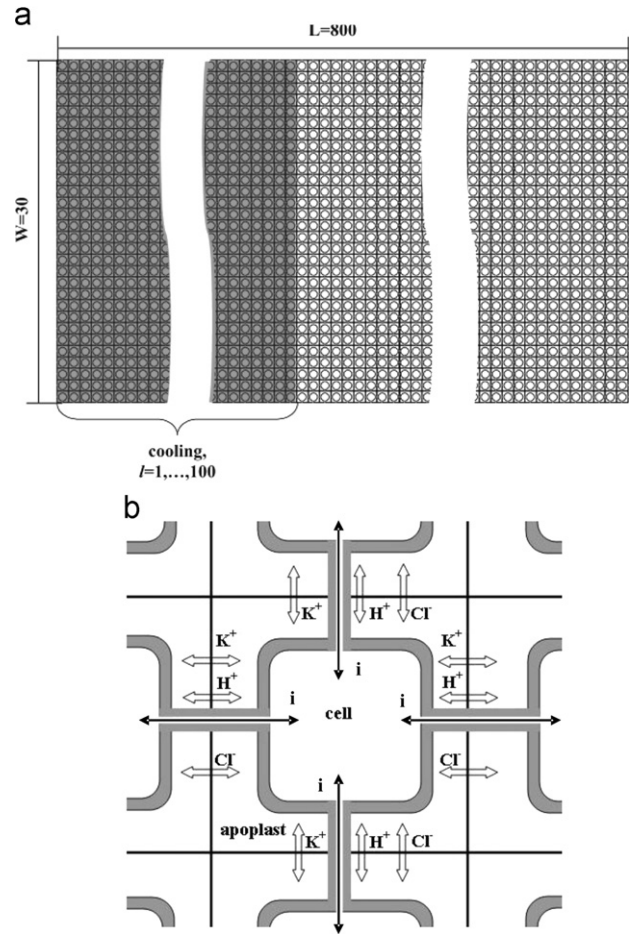 a
L=800
W=30
cooling,
l=1,...,100
b
K+ H+ Cl-
K+ K+
H+ i H+
i cell i
Cl- i Cl-
apoplast K+ H+ Cl-